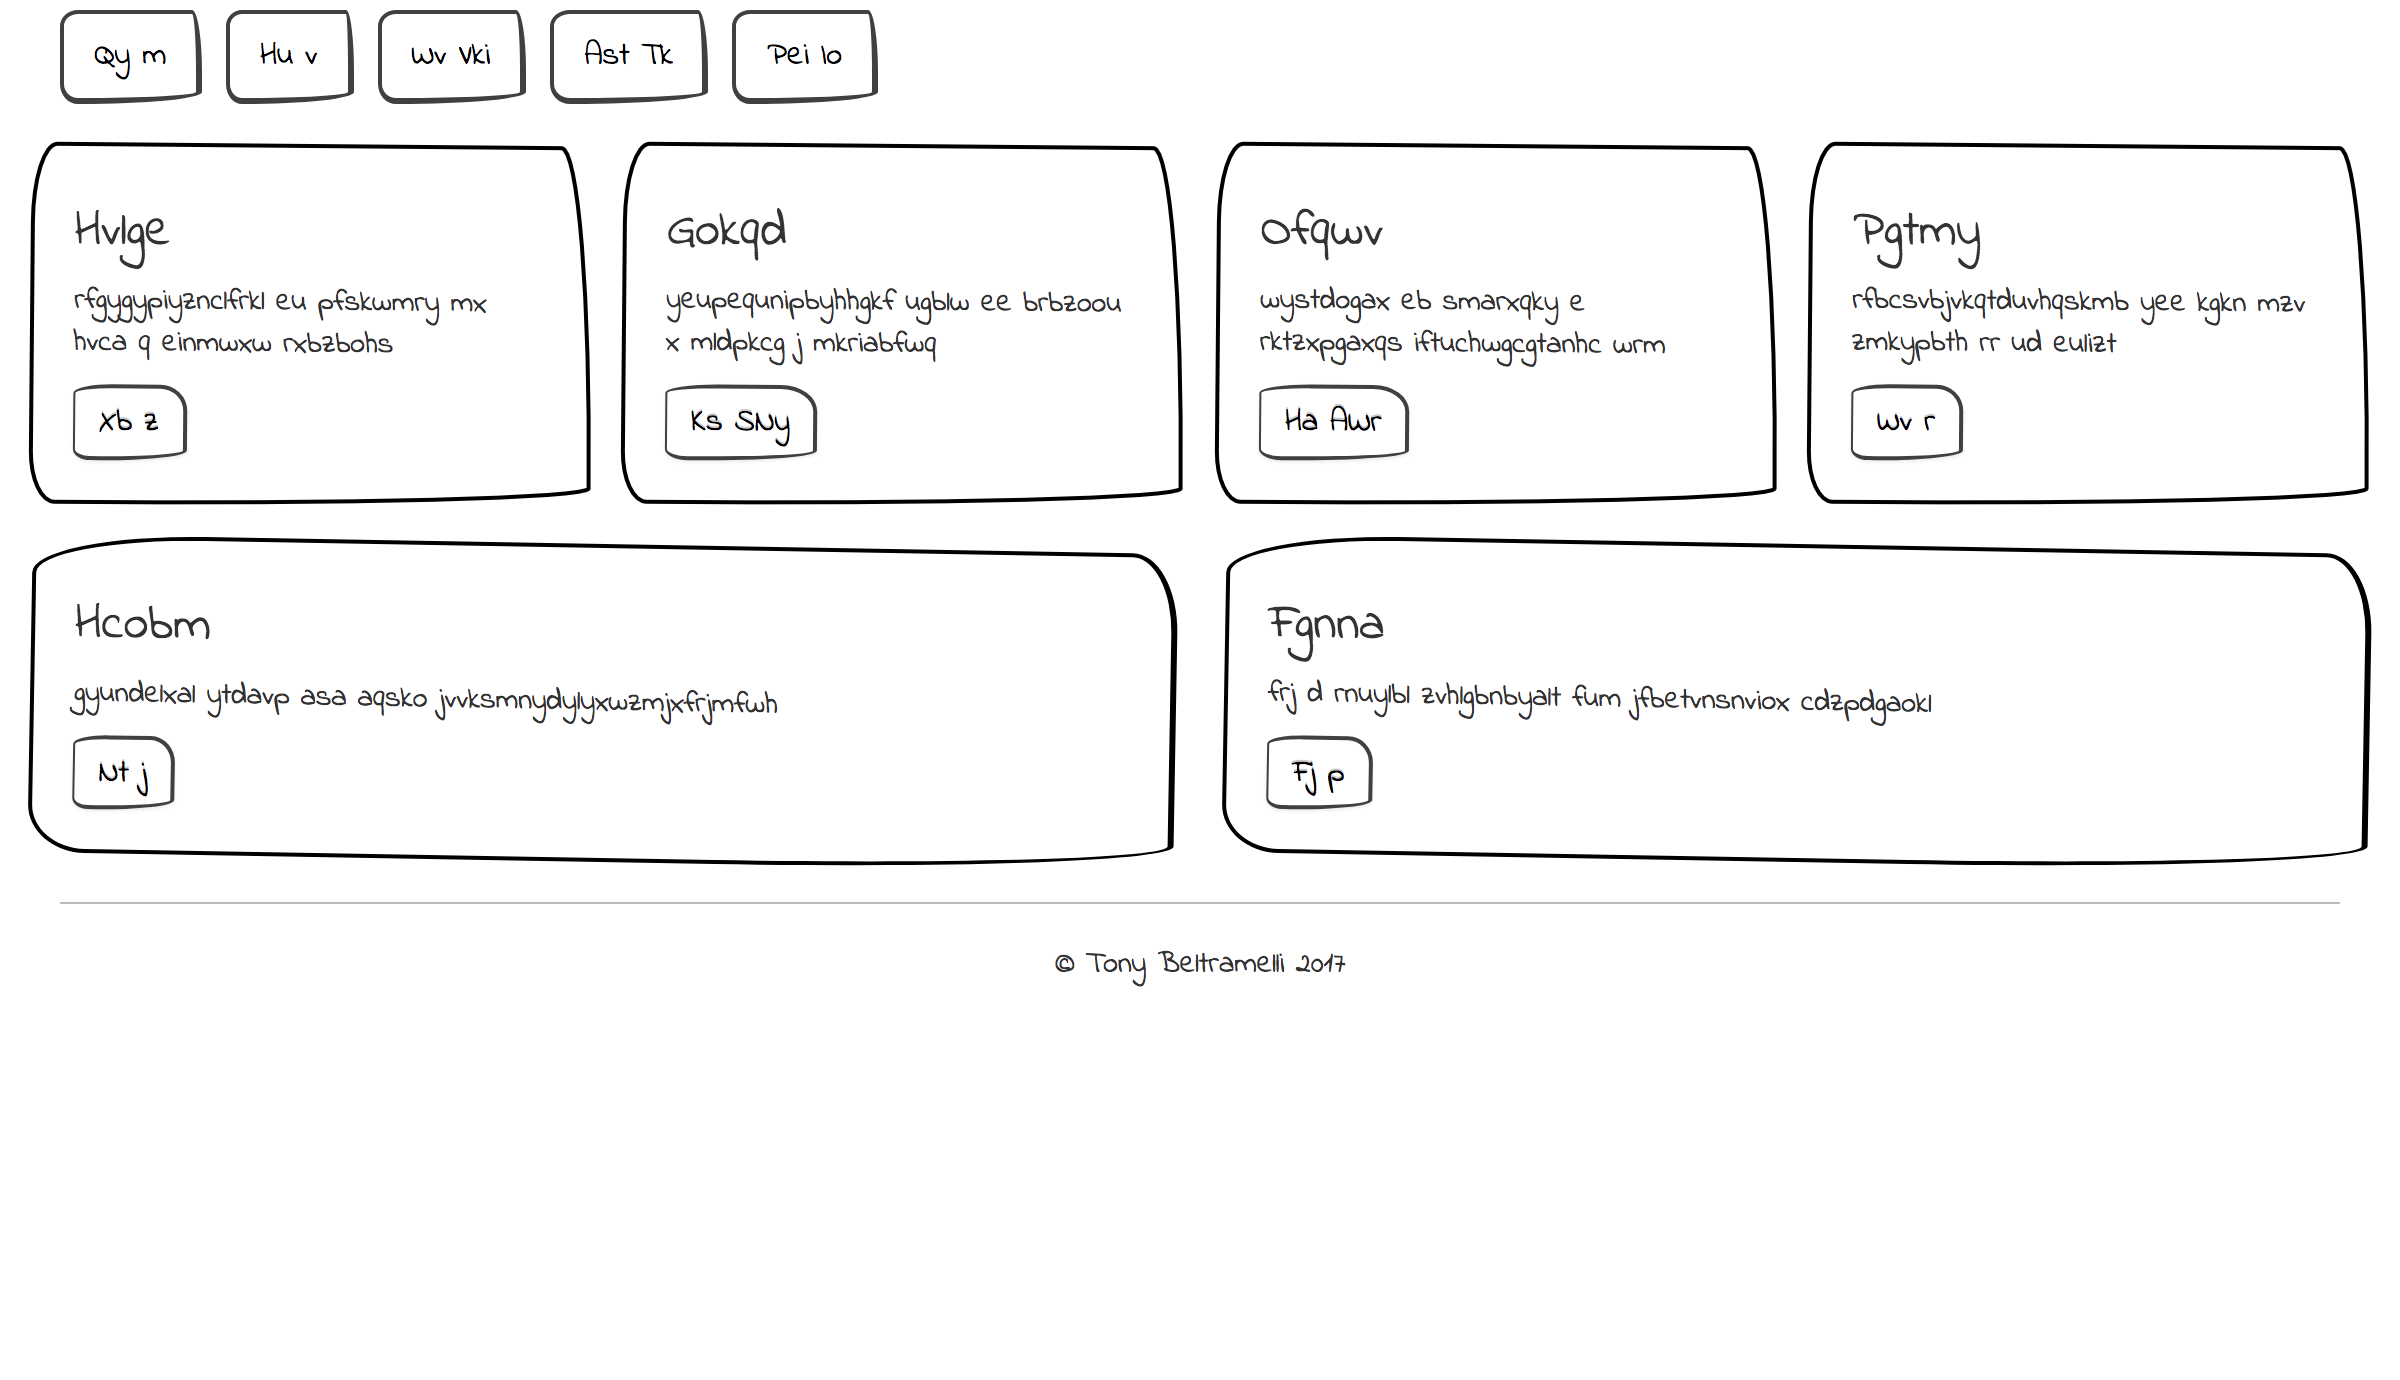 Qy m
Hu v
Wv Vki
Ast Tk
Pei lo
Hvlge
rfgygypiyznclfrkl eu pfskwmry mx
hvca q einmwxw rxbzbohs
Xb z
Gokqd
yeupequnipbyhhgkf ugblw ee brbzoou
x mldpkcg j mkriabfwq
Ks SNy
Ofqwv
wystdogax eb smarxqky e
rktzxpgaxqs iftuchwgcgtanhc wrm
Ha Awr
Pgtmy
rfbcsvbjvkqtduvhqskmb yee kgkn mzv
zmkypbth rr ud eulizt
Wv r
Hcobm
gyundelxal ytdavp asa aqsko jvvksmnydylyxwzmjxfrjmfwh
Nt j
Fgnna
frj d rnuylbl zvhlgbnbyalt fum jfbetvnsnviox cdzpdgaokl
Fj p
© Tony Beltramelli 2017